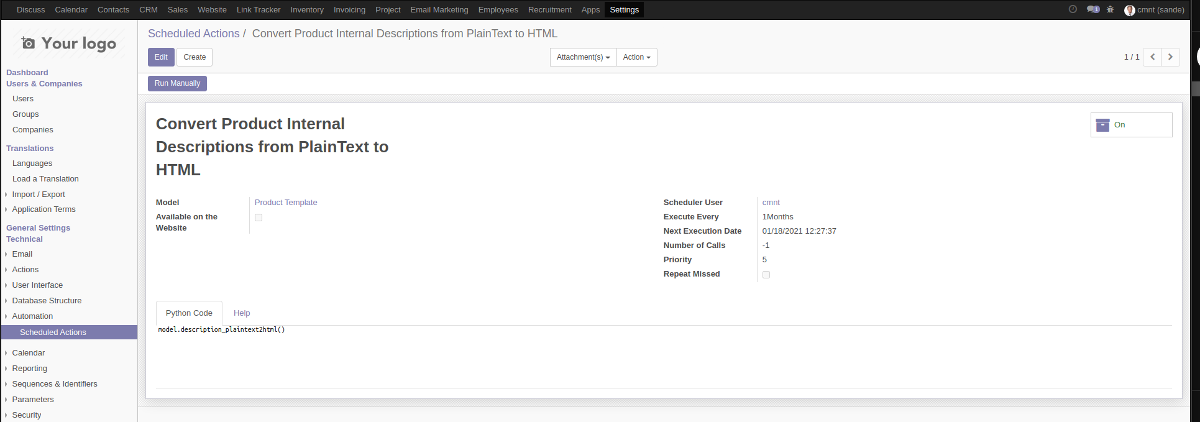 Discuss Calendar Contacts CRM Sales Website Link Tracker Inventory Invoicing Project Email Marketing Employees Recruitment Apps Settings cmnt (sande)
Your logo
Scheduled Actions / Convert Product Internal Descriptions from PlainText to HTML
Edit Create Attachment(s) Action 1 / 1
Run Manually
Dashboard
Users & Companies
Users
Groups
Companies
Translations
Languages
Load a Translation
Import / Export
Application Terms
General Settings
Technical
Email
Actions
User Interface
Database Structure
Automation
Scheduled Actions
Calendar
Reporting
Sequences & Identifiers
Parameters
Security
Convert Product Internal
Descriptions from PlainText to
HTML
On
Model Product Template
Available on the
Website
Scheduler User cmnt
Execute Every 1Months
Next Execution Date 01/18/2021 12:27:37
Number of Calls -1
Priority 5
Repeat Missed
Python Code Help
model.description_plaintext2html()